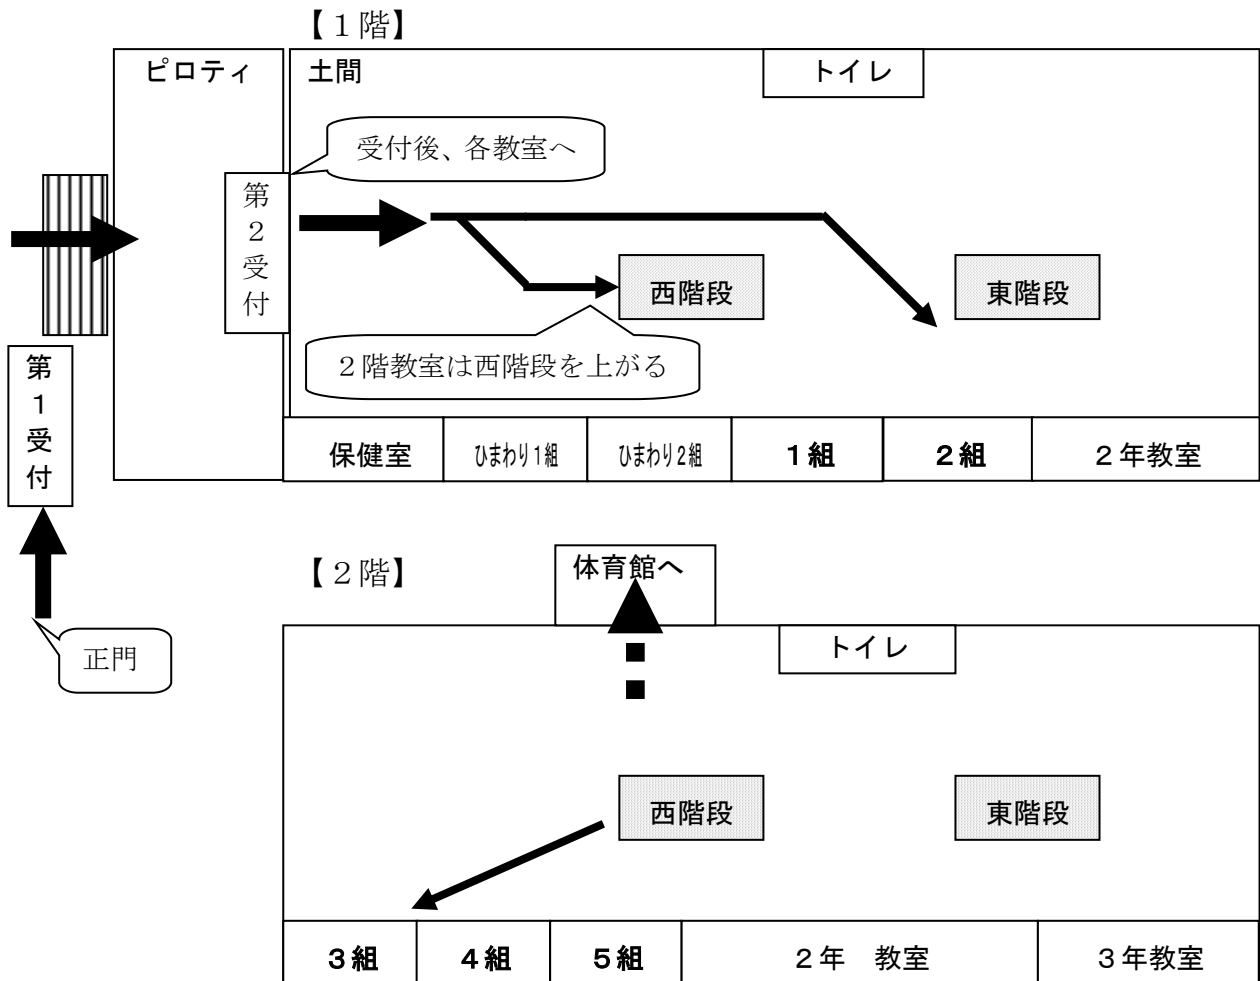 【１階】
ピロティ
土間
トイレ
受付後、各教室へ
第２受付
西階段
東階段
２階教室は西階段を上がる
第１受付
保健室
ひまわり１組
ひまわり２組
１組
２組
２年教室
正門
【２階】
体育館へ
トイレ
西階段
東階段
３組
４組
５組
２年　教室
３年教室